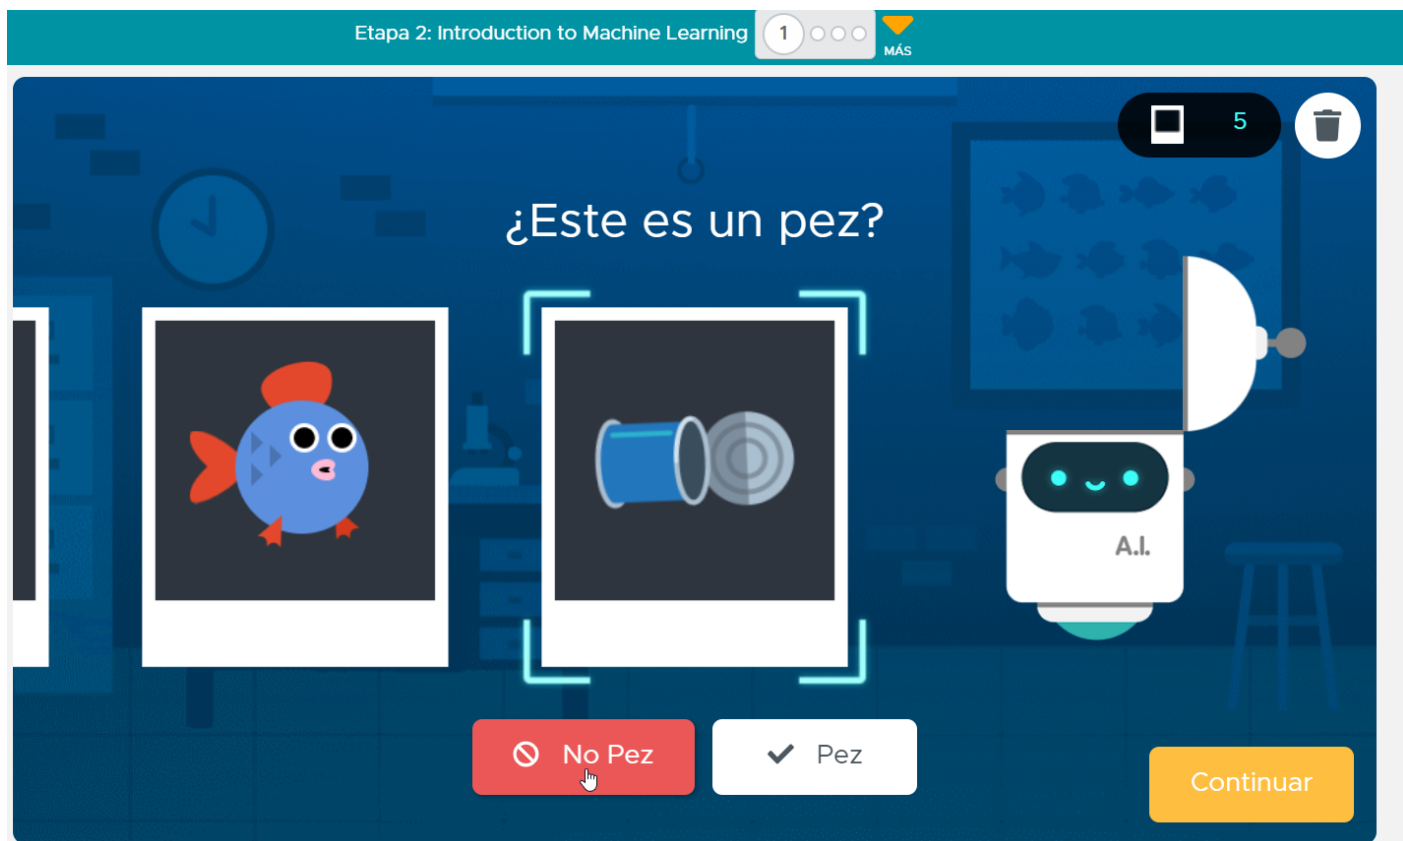 Etapa 2: Introduction to Machine Learning 1
MÁS
5
¿Este es un pez?
A.I.
No Pez
Pez
Continuar